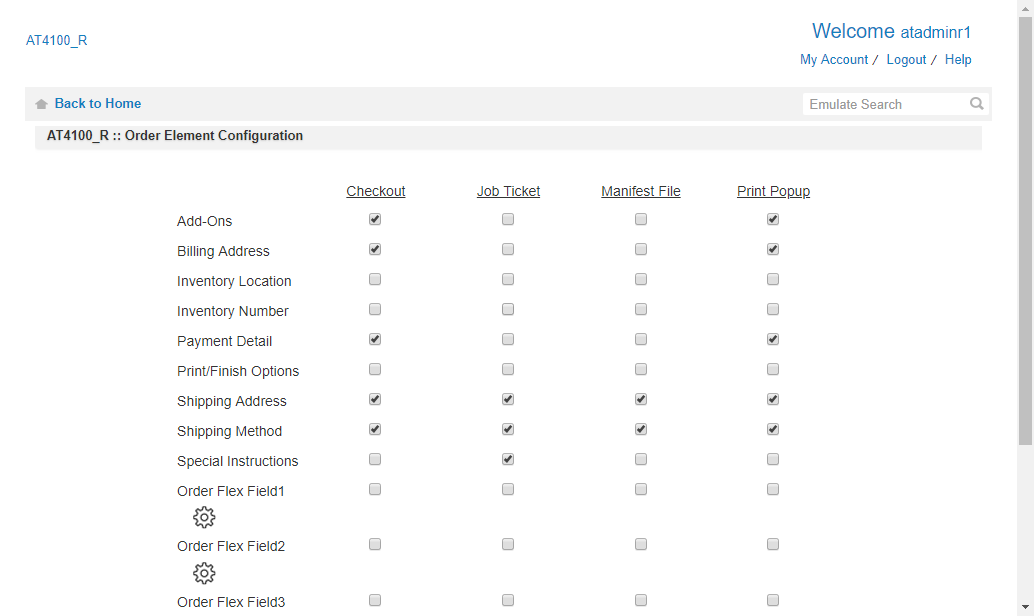 AT4100_R
Welcome atadminr1
My Account / Logout / Help
Back to Home
Emulate Search
AT4100_R :: Order Element Configuration
Checkout Job Ticket Manifest File Print Popup
Add-Ons
Billing Address
Inventory Location
Inventory Number
Payment Detail
Print/Finish Options
Shipping Address
Shipping Method
Special Instructions
Order Flex Field1
Order Flex Field2
Order Flex Field3